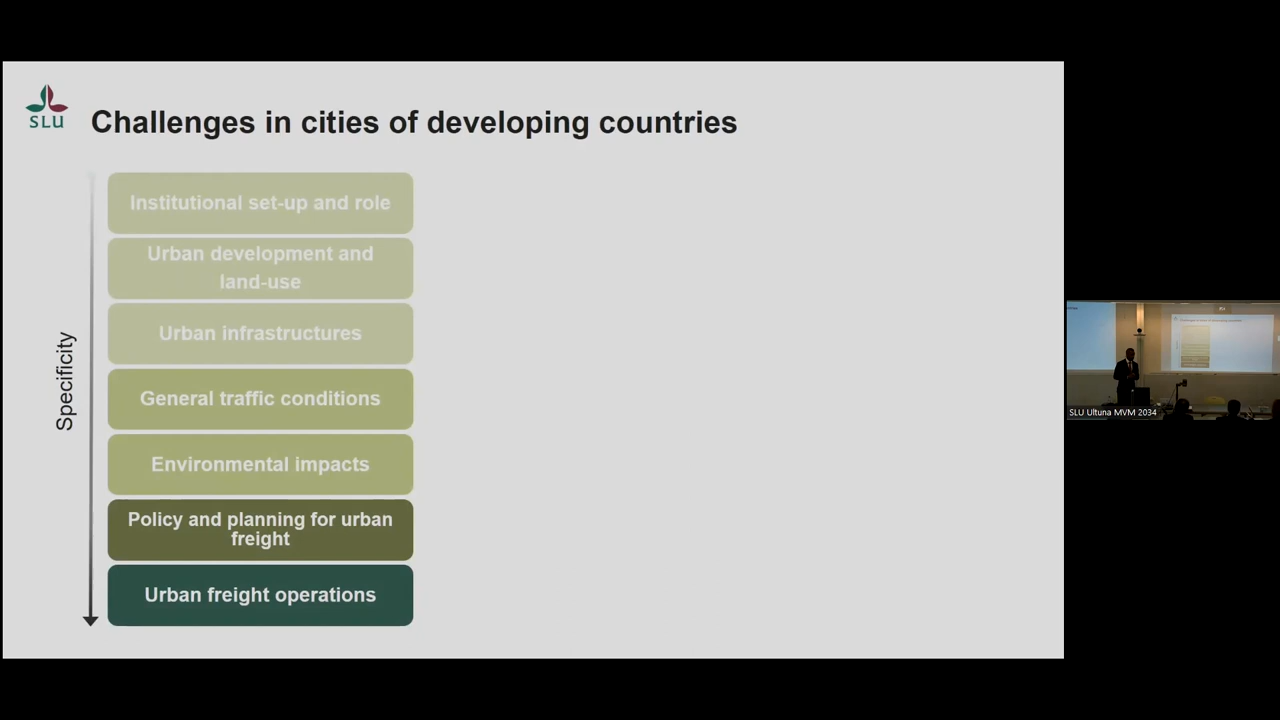 SLU
Challenges in cities of developing countries
Specificity
Institutional set-up and role
Urban development and
land-use
Urban infrastructures
General traffic conditions
Environmental impacts
Policy and planning for urban
freight
Urban freight operations
SLU Ultuna MVM 2034